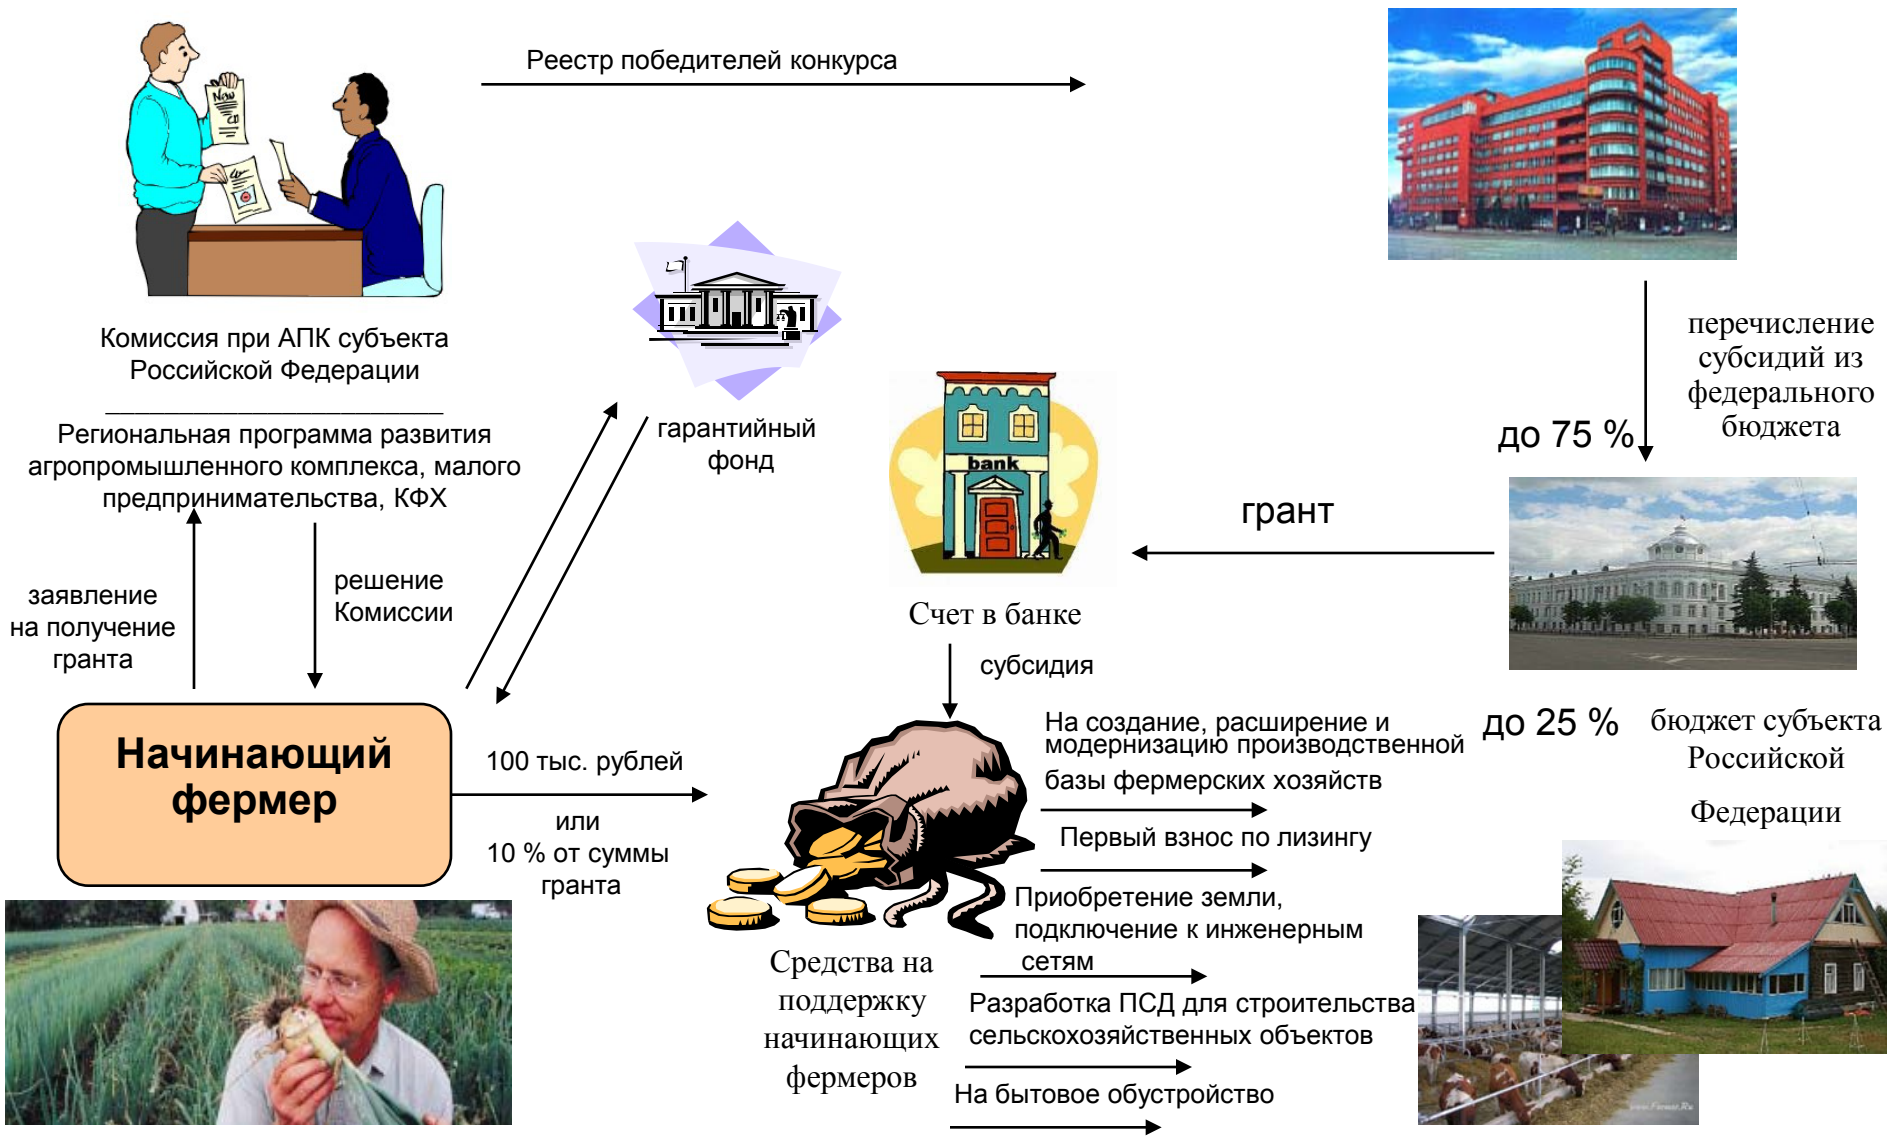 Реестр победителей конкурса
New
CD
Комиссия при АПК субъекта
Российской Федерации
Региональная программа развития
агропромышленного комплекса, малого
предпринимательства, КФХ
гарантийный
фонд
bank
Счет в банке
перечисление
субсидий из
федерального
бюджета
до 75 %
грант
заявление
на получение
гранта
решение
Комиссии
субсидия
Начинающий
фермер
100 тыс. рублей
или
10 % от суммы
гранта
На создание, расширение и
модернизацию производственной
базы фермерских хозяйств
до 25 %
бюджет субъекта
Российской
Федерации
Первый взнос по лизингу
Приобретение земли,
подключение к инженерным
сетям
Средства на
поддержку
начинающих
фермеров
Разработка ПСД для строительства
сельскохозяйственных объектов
На бытовое обустройство